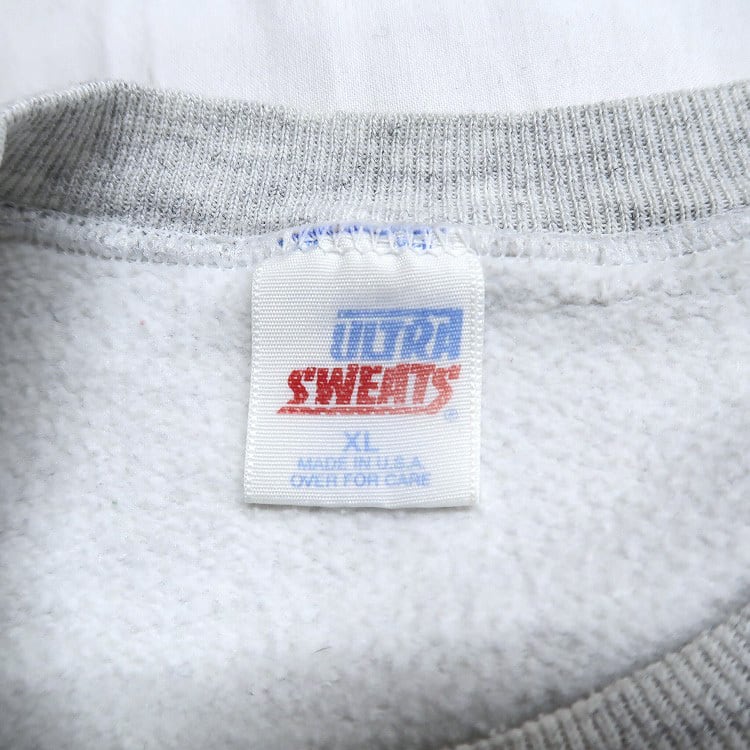 ULTRA
SWEATS®
XL
MADE IN U.S.A.
OVER FOR CARE